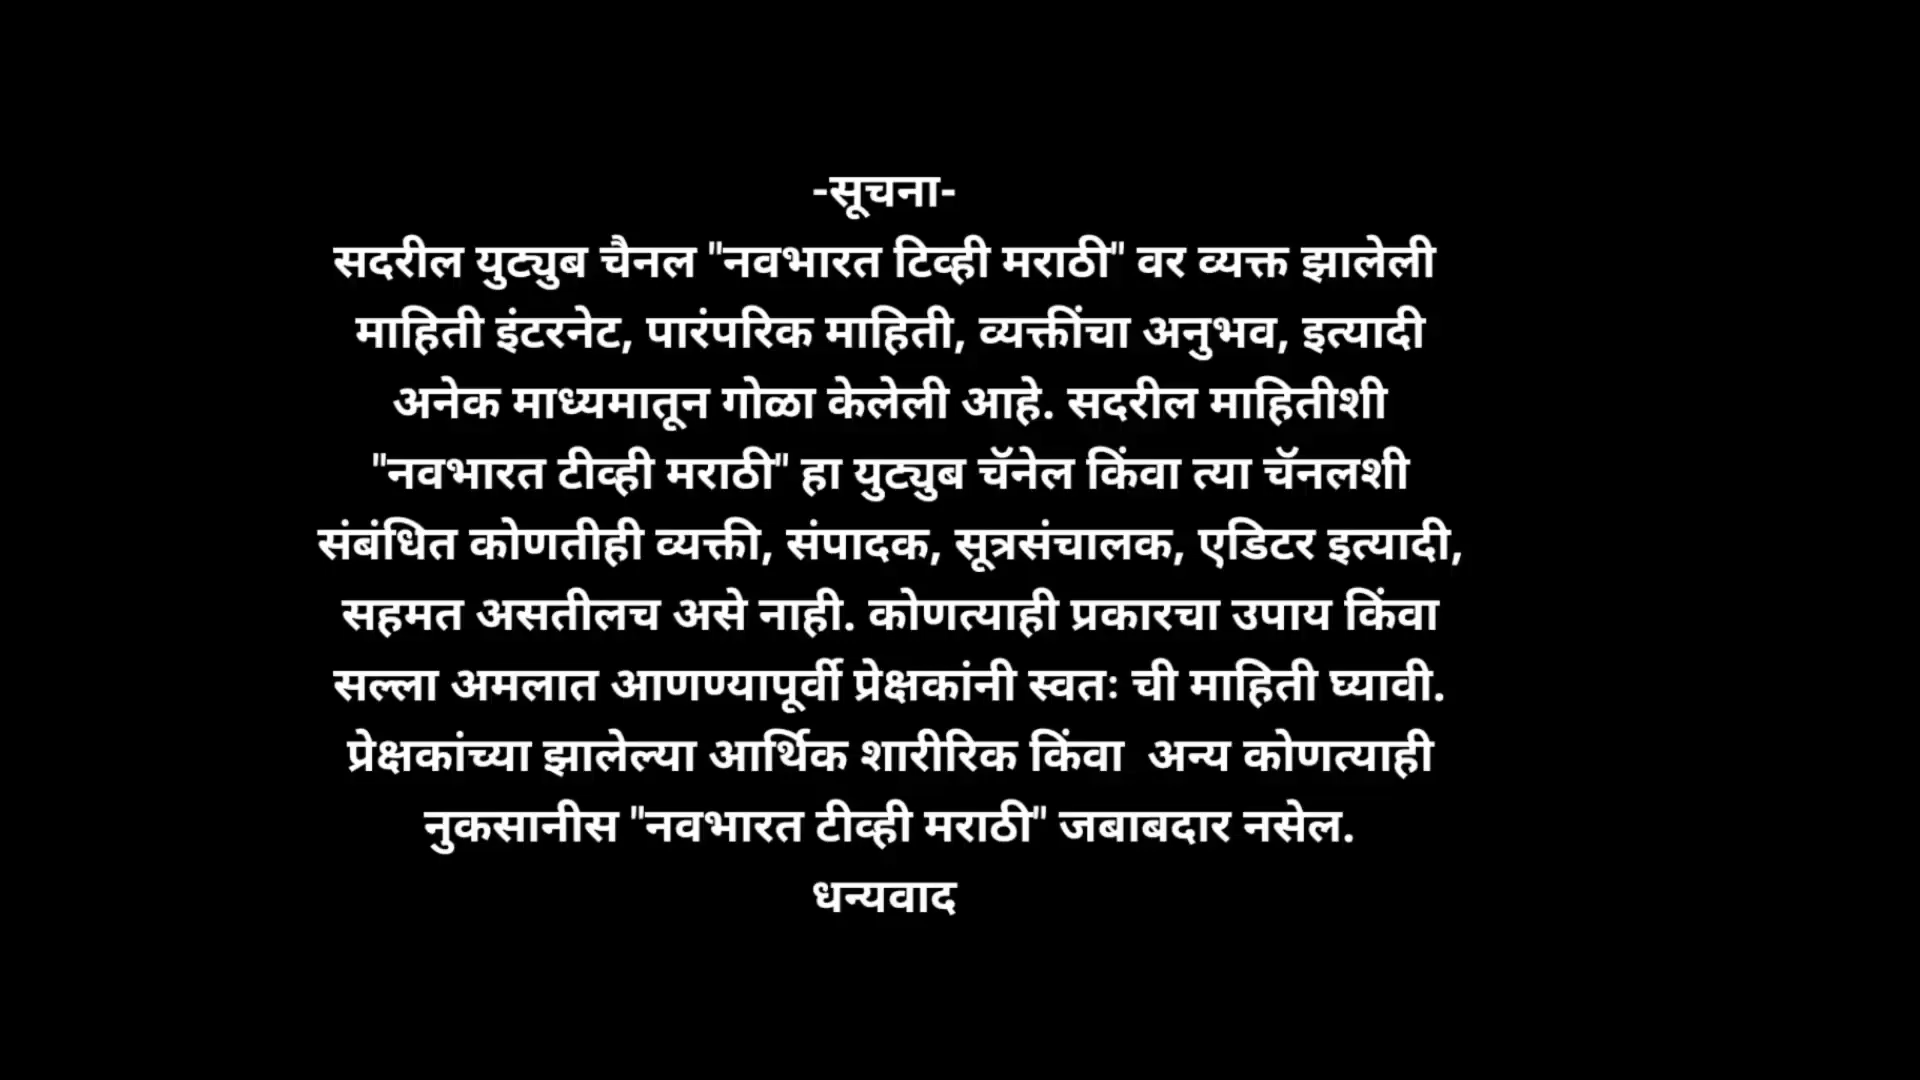 -सूचना-
सदरील युट्युब चैनल "नवभारत टिव्ही मराठी" वर व्यक्त झालेली
माहिती इंटरनेट, पारंपरिक माहिती, व्यक्तींचा अनुभव, इत्यादी
अनेक माध्यमातून गोळा केलेली आहे. सदरील माहितीशी
"नवभारत टीव्ही मराठी" हा युट्युब चॅनेल किंवा त्या चॅनलशी
संबंधित कोणतीही व्यक्ती, संपादक, सूत्रसंचालक, एडिटर इत्यादी,
सहमत असतीलच असे नाही. कोणत्याही प्रकारचा उपाय किंवा
सल्ला अमलात आणण्यापूर्वी प्रेक्षकांनी स्वतः ची माहिती घ्यावी.
प्रेक्षकांच्या झालेल्या आर्थिक शारीरिक किंवा अन्य कोणत्याही
नुकसानीस "नवभारत टीव्ही मराठी" जबाबदार नसेल.
धन्यवाद